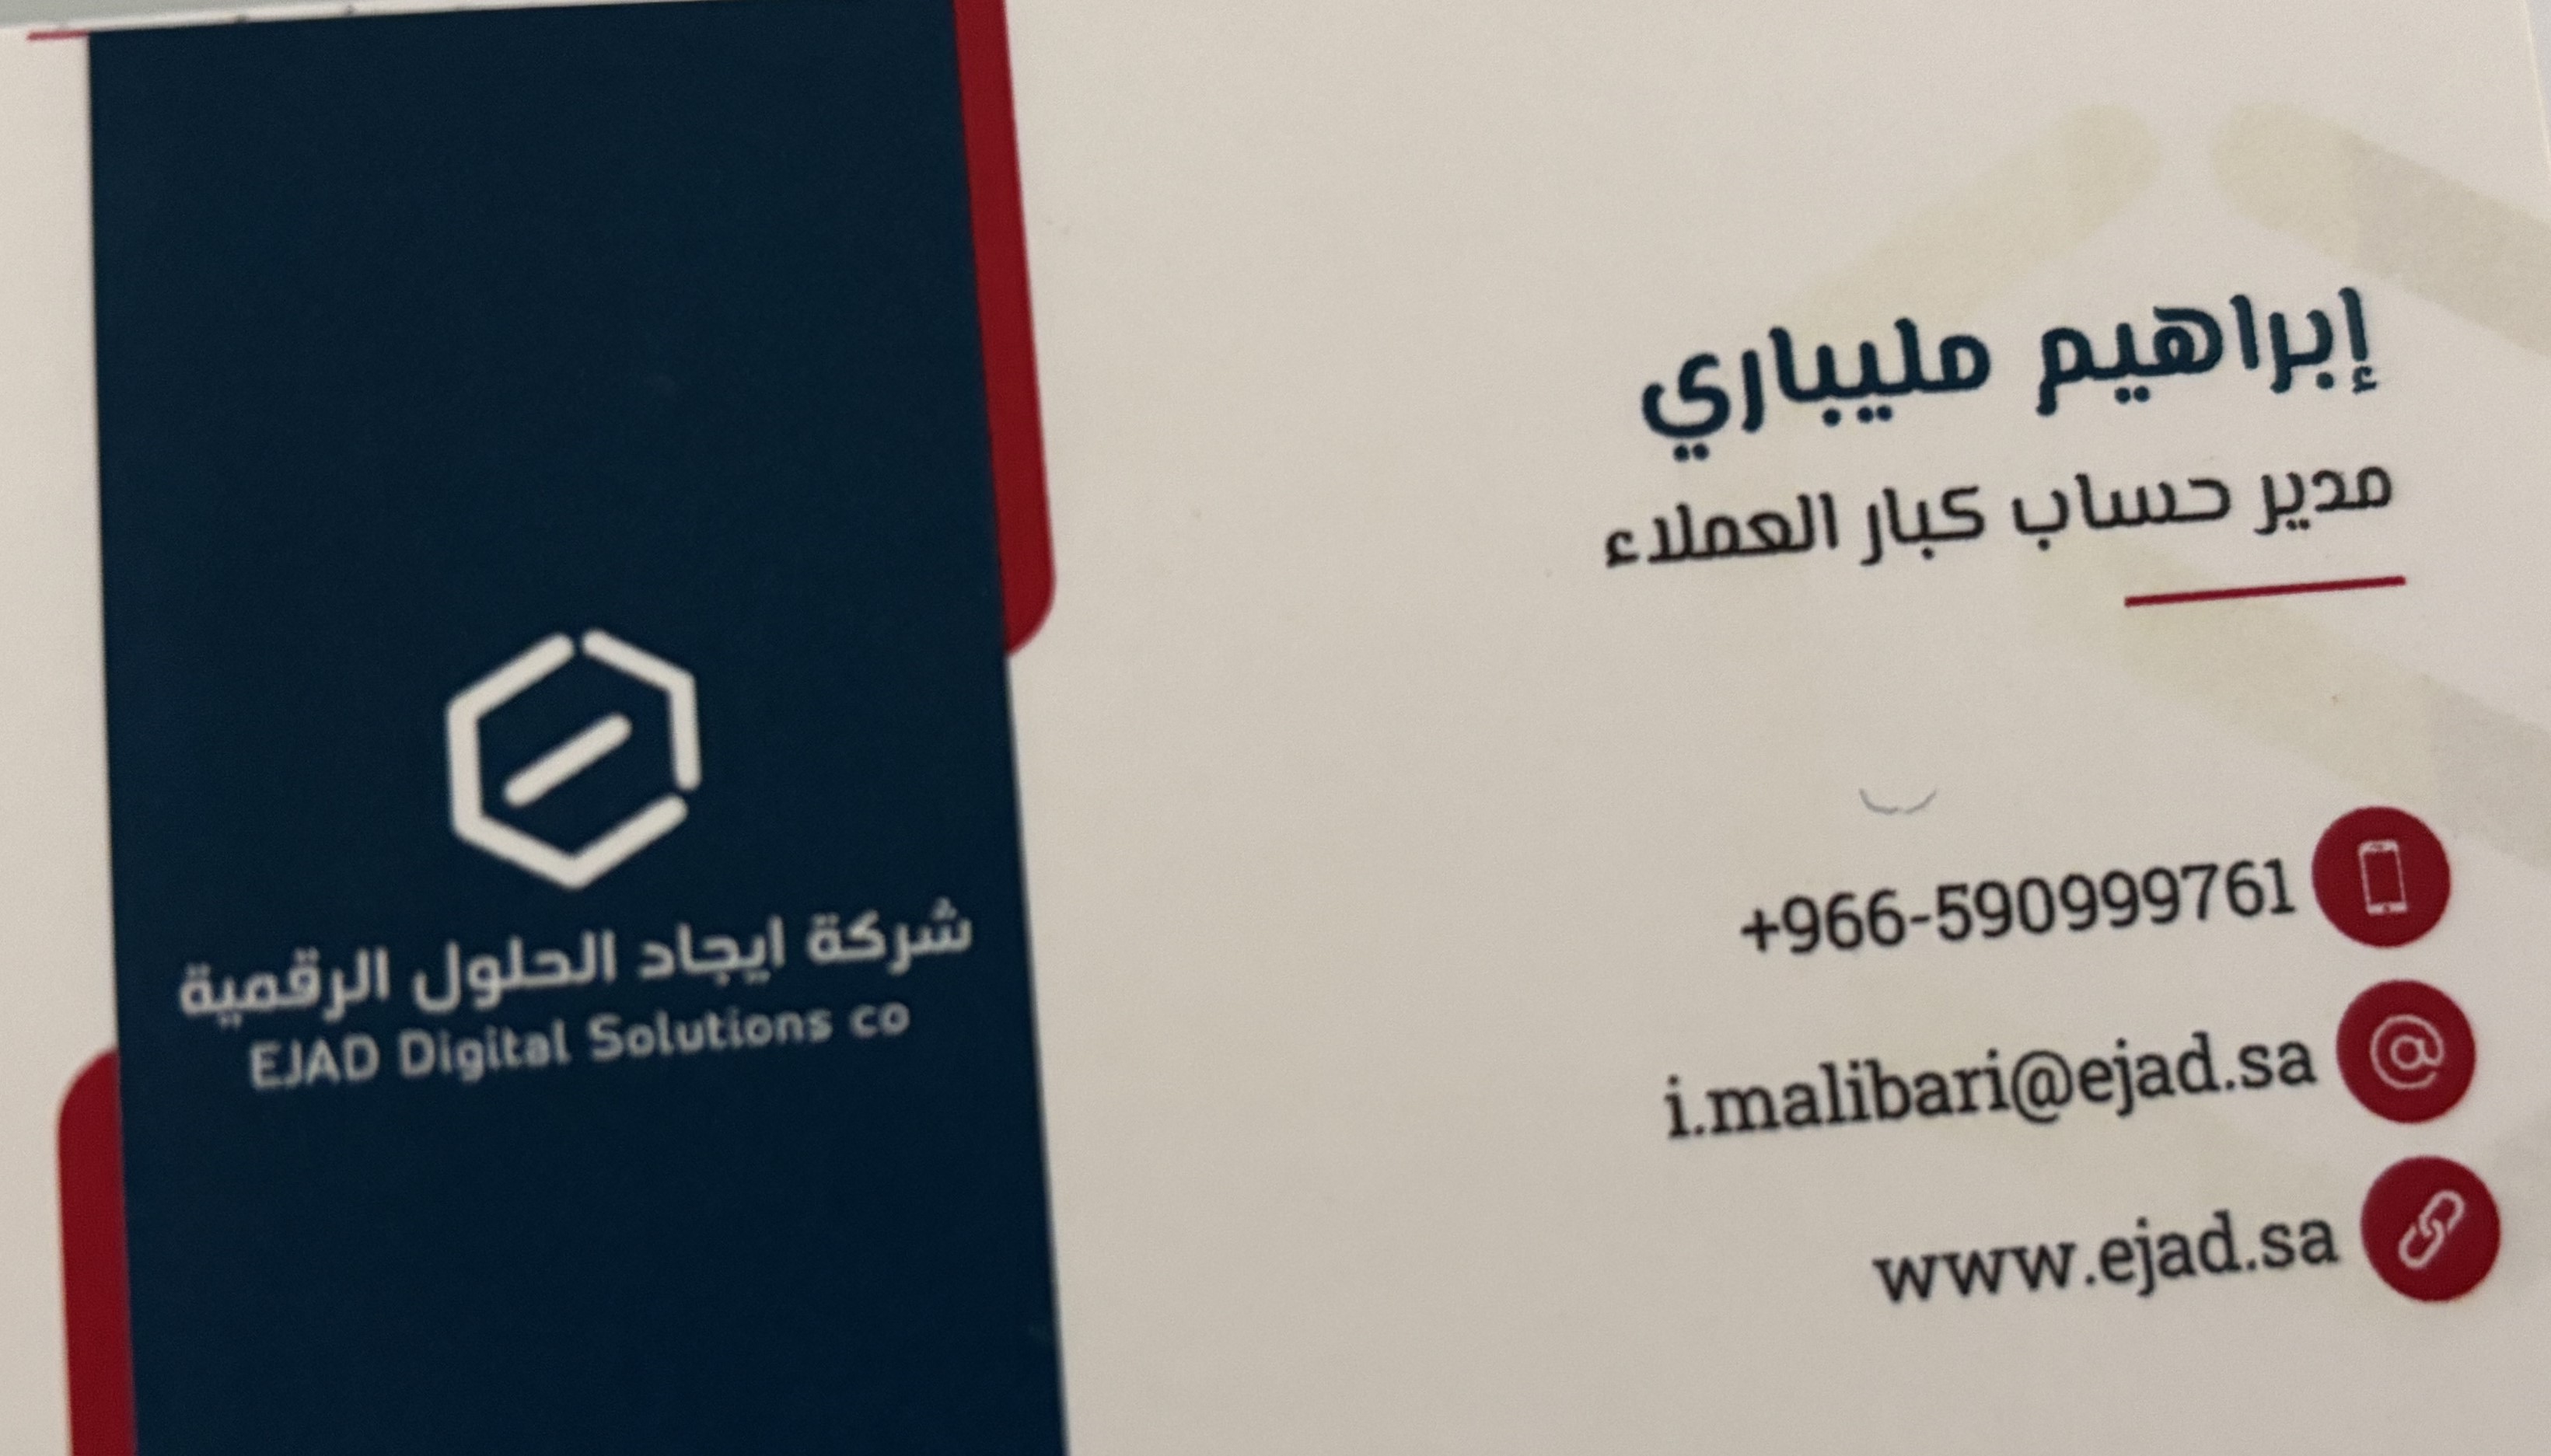 إبراهيم مليباري
مدير حساب كبار العملاء
+966-590999761
i.malibari@ejad.sa
www.ejad.sa
شركة ايجاد الحلول الرقمية
EJAD Digital Solutions co